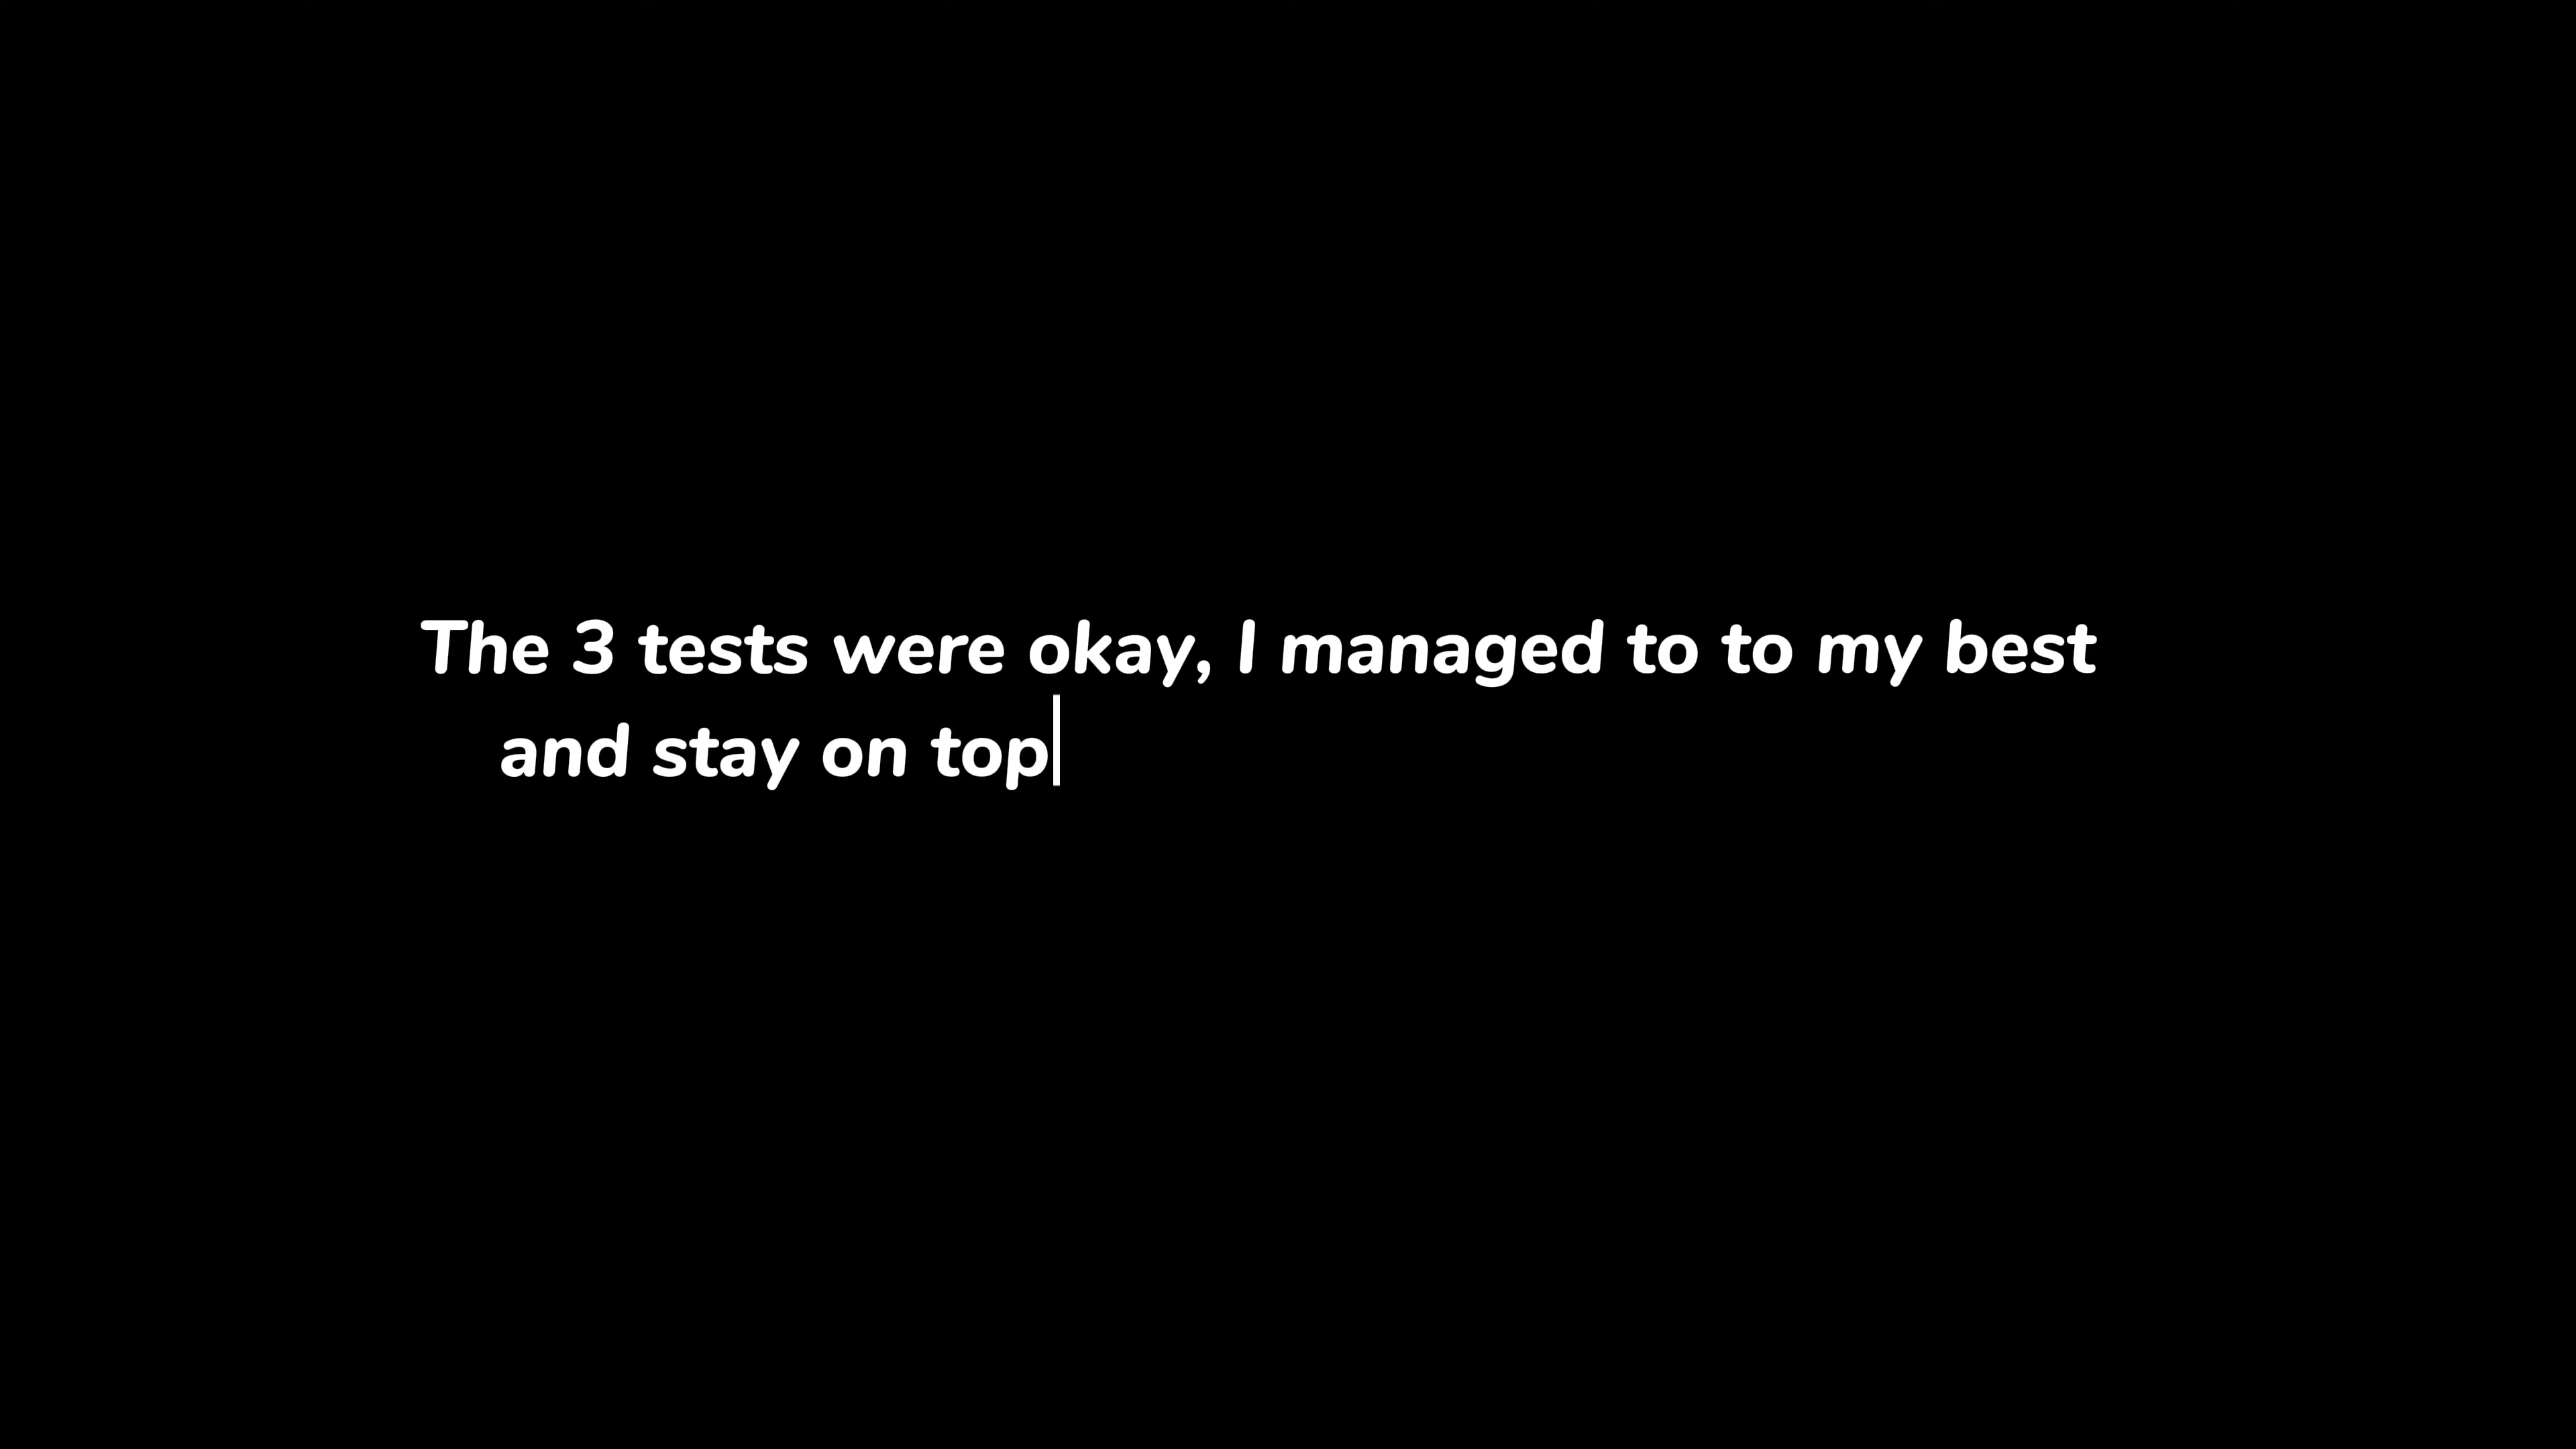 The 3 tests were okay, I managed to to my best
and stay on top